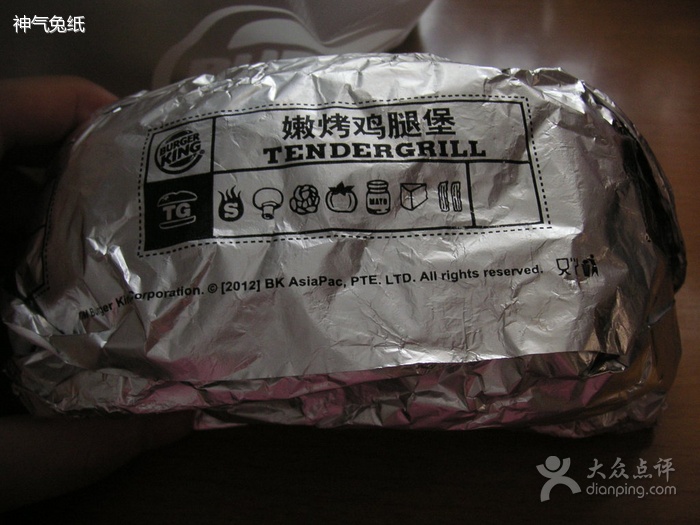 神气兔纸
BURGER KING
嫩烤鸡腿堡
TENDERGRILL
TG
S
MAYO
Corporation. © [2012] BK AsiaPac, PTE. LTD. All rights reserved.
大众点评
dianping.com